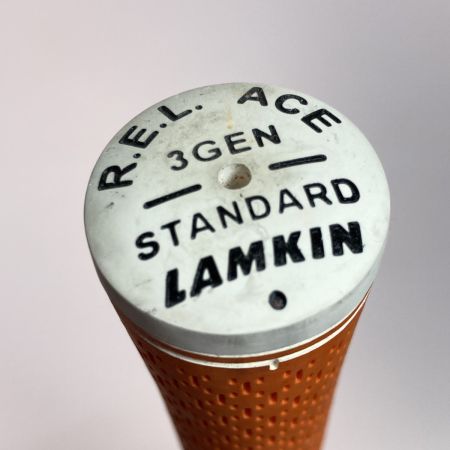 R.E.L. ACE
3GEN
STANDARD
LAMKIN